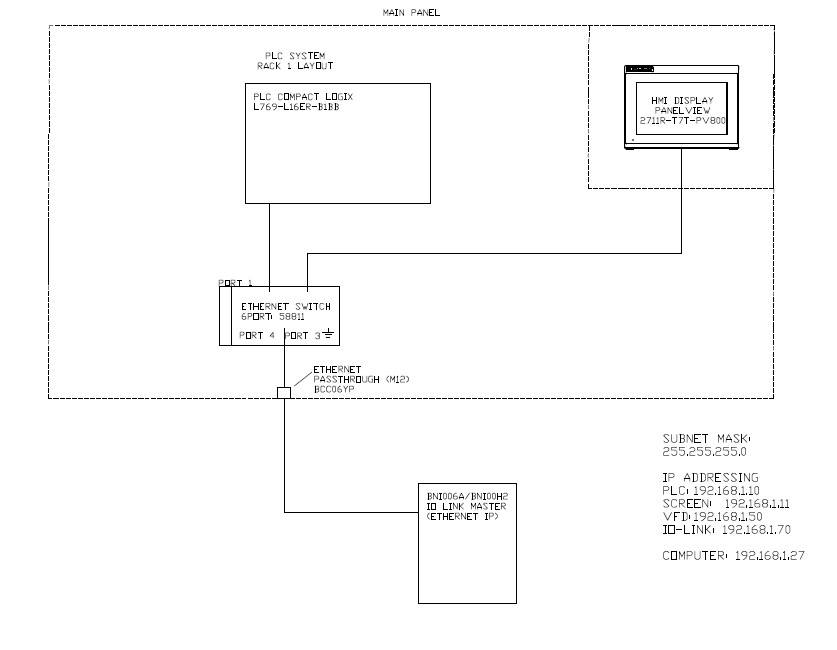 MAIN PANEL
PLC SYSTEM
RACK 1 LAYOUT
PLC COMPACT LOGIX
L769-L16ER-B1BB
HMI DISPLAY
PANELVIEW
2711R-T7T-PV800
PORT 1
ETHERNET SWITCH
6PORT: 58811
PORT 4 PORT 3
ETHERNET
PASSTHROUGH (M12)
BCC06YP
BNI006A/BNI00H2
IO LINK MASTER
(ETHERNET IP)
SUBNET MASK:
255.255.255.0
IP ADDRESSING
PLC: 192.168.1.10
SCREEN: 192.168.1.11
VFD: 192.168.1.50
IO-LINK: 192.168.1.70
COMPUTER: 192.168.1.27